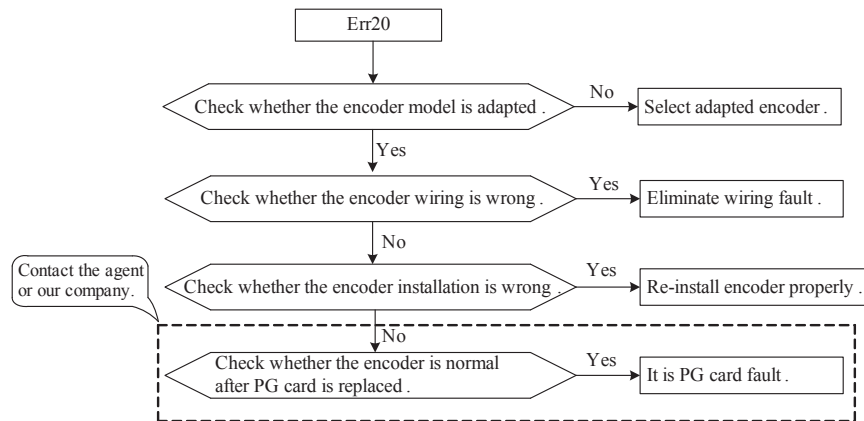 Err20
Check whether the encoder model is adapted .
No
Select adapted encoder .
Yes
Check whether the encoder wiring is wrong .
Yes
Eliminate wiring fault .
No
Contact the agent
or our company.
Check whether the encoder installation is wrong .
Yes
Re-install encoder properly .
No
Check whether the encoder is normal
after PG card is replaced .
Yes
It is PG card fault .